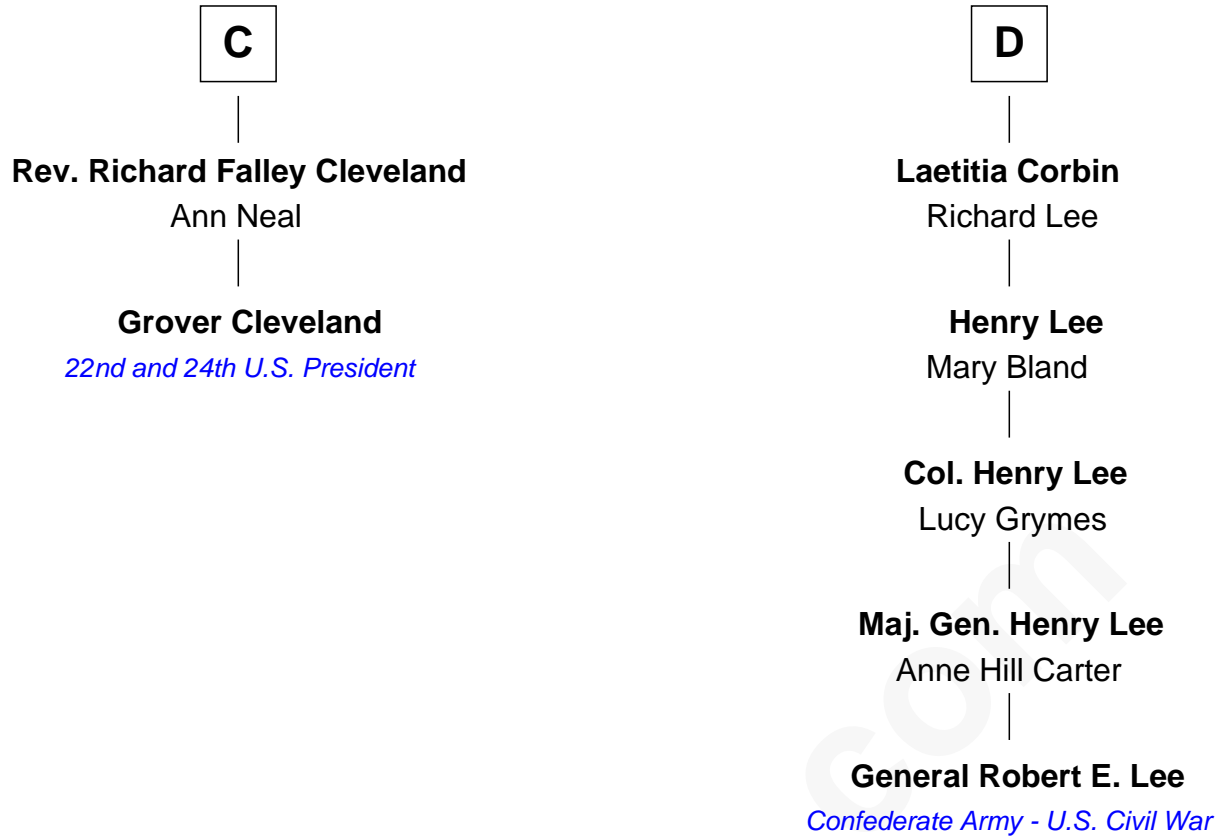 C
Rev. Richard Falley Cleveland
Ann Neal
Grover Cleveland
22nd and 24th U.S. President
D
Laetitia Corbin
Richard Lee
Henry Lee
Mary Bland
Col. Henry Lee
Lucy Grymes
Maj. Gen. Henry Lee
Anne Hill Carter
General Robert E. Lee
Confederate Army - U.S. Civil War
com